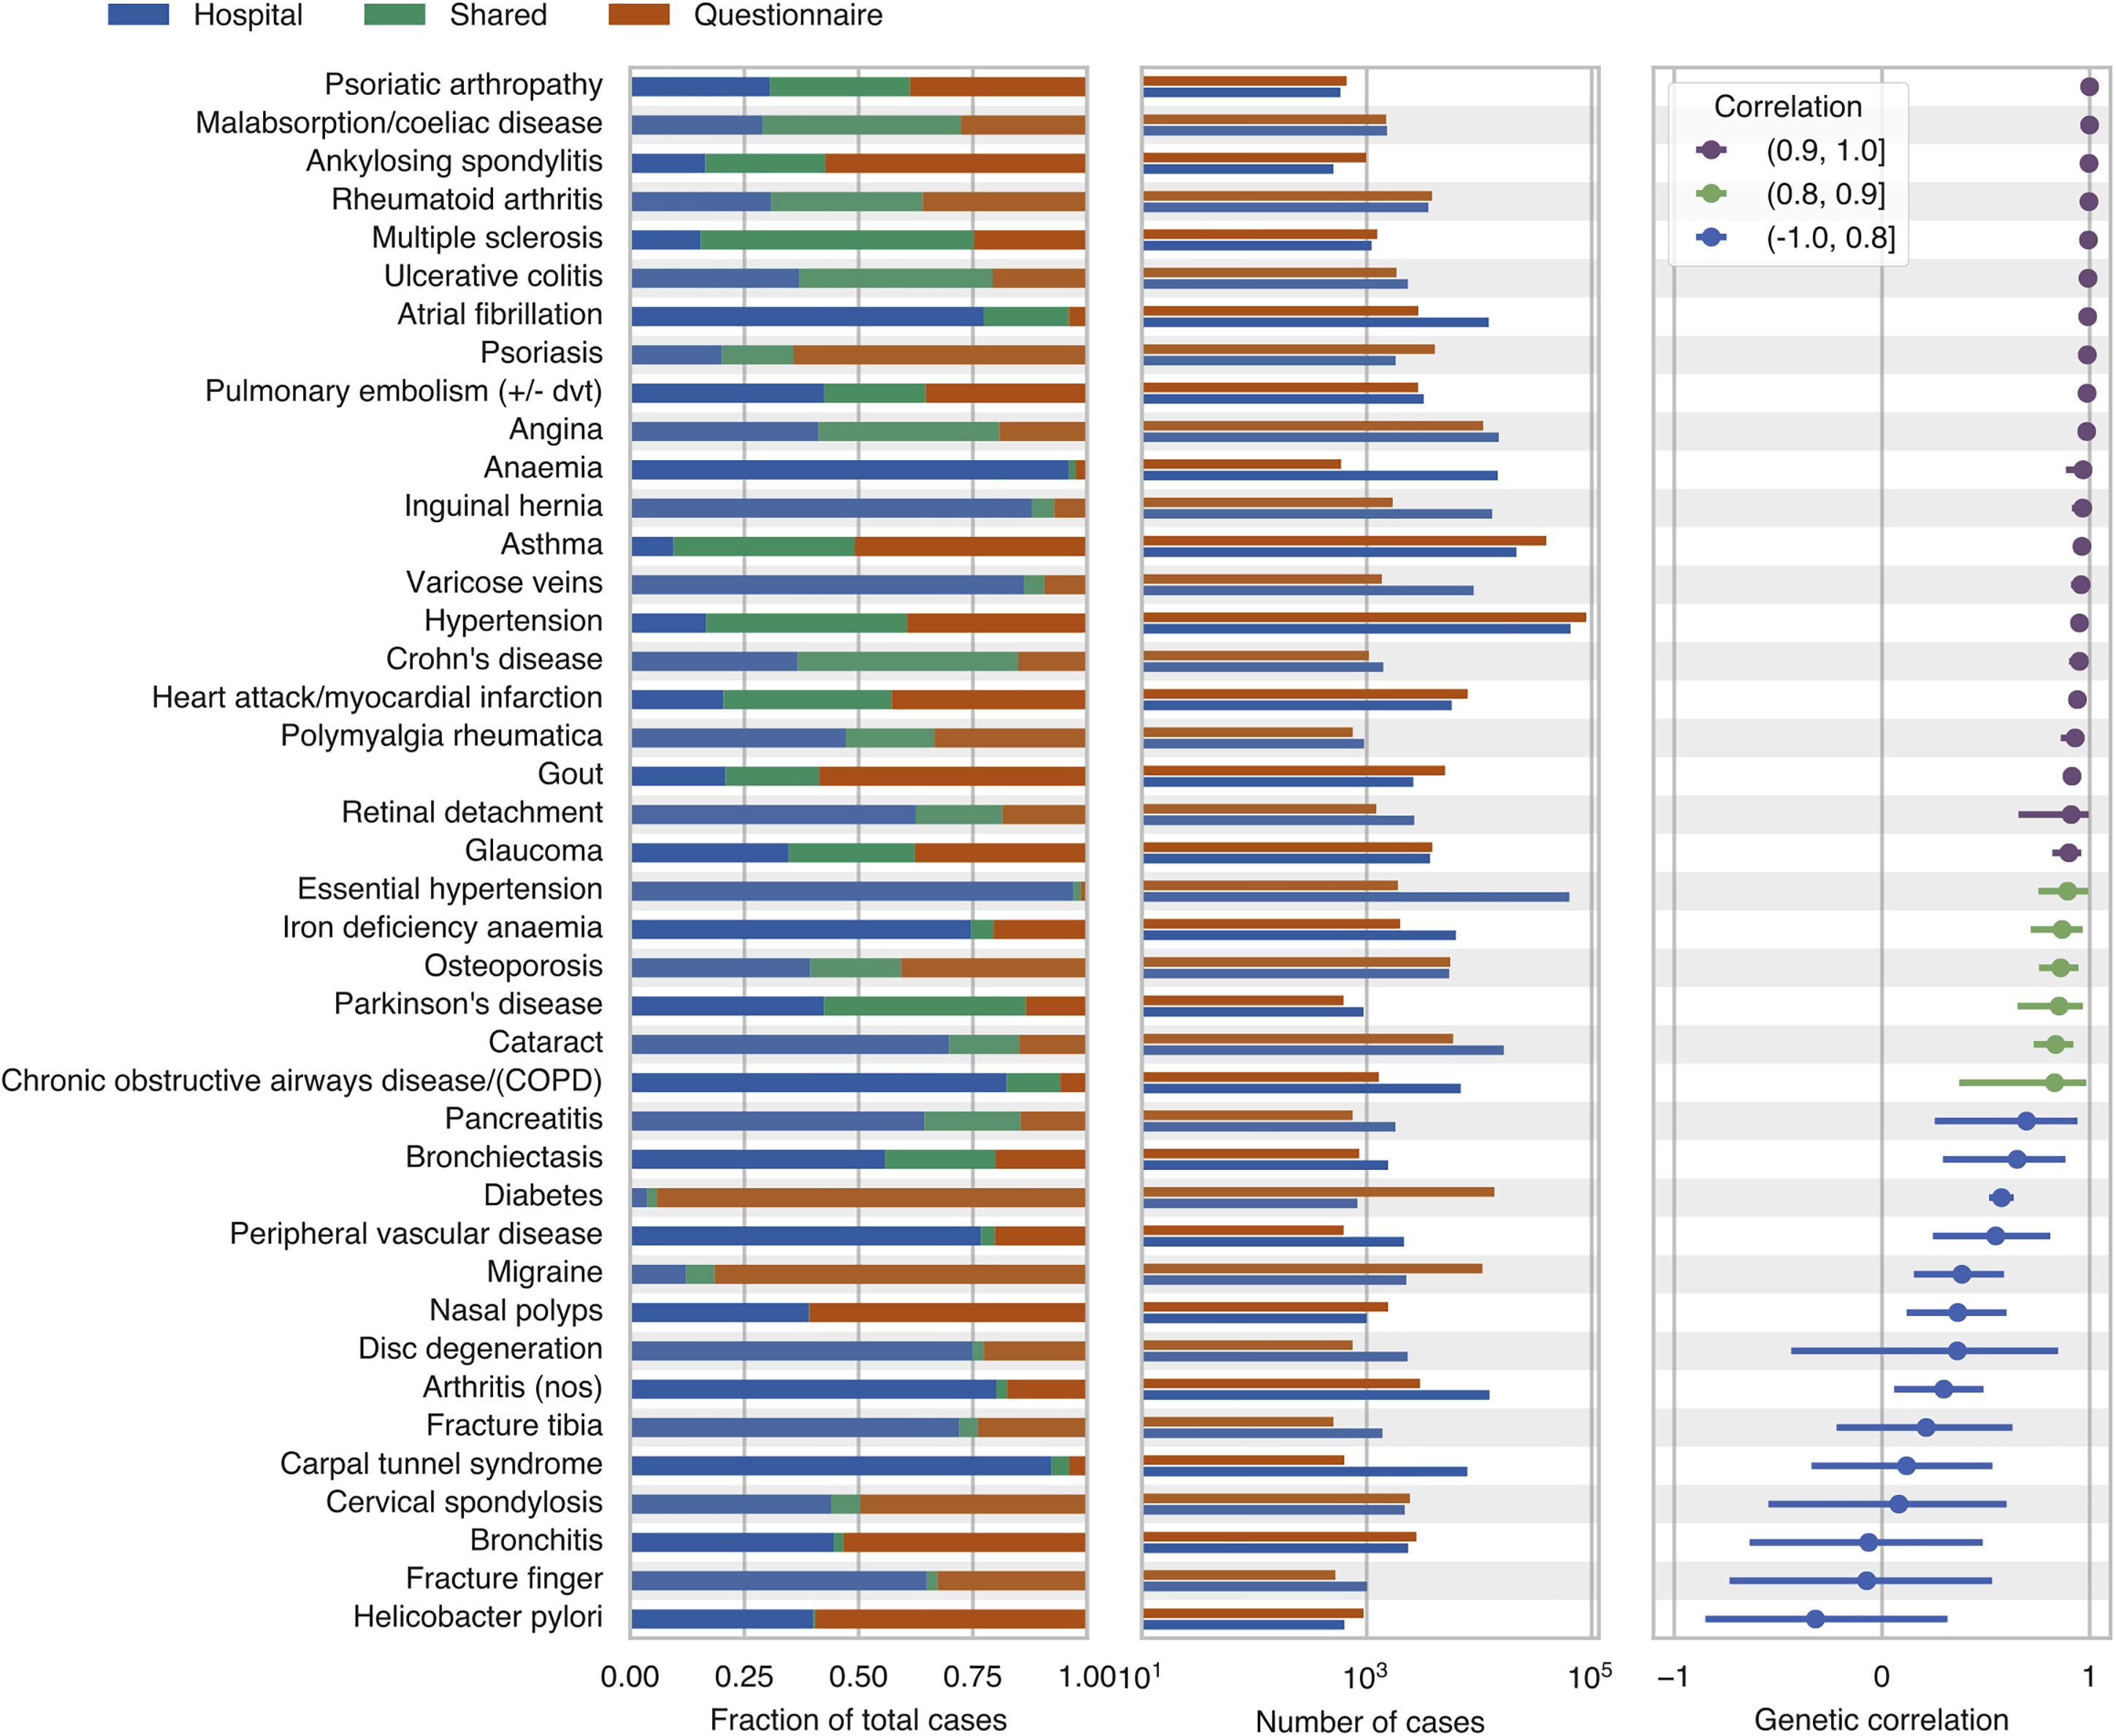 Hospital Shared Questionnaire
Psoriatic arthropathy
Malabsorption/coeliac disease
Ankylosing spondylitis
Rheumatoid arthritis
Multiple sclerosis
Ulcerative colitis
Atrial fibrillation
Psoriasis
Pulmonary embolism (+/- dvt)
Angina
Anaemia
Inguinal hernia
Asthma
Varicose veins
Hypertension
Crohn's disease
Heart attack/myocardial infarction
Polymyalgia rheumatica
Gout
Retinal detachment
Glaucoma
Essential hypertension
Iron deficiency anaemia
Osteoporosis
Parkinson's disease
Cataract
Chronic obstructive airways disease/(COPD)
Pancreatitis
Bronchiectasis
Diabetes
Peripheral vascular disease
Migraine
Nasal polyps
Disc degeneration
Arthritis (nos)
Fracture tibia
Carpal tunnel syndrome
Cervical spondylosis
Bronchitis
Fracture finger
Helicobacter pylori
0.00 0.25 0.50 0.75 1.00
Fraction of total cases
10¹ 10³ 10⁵
Number of cases
Correlation
(0.9, 1.0]
(0.8, 0.9]
(-1.0, 0.8]
−1 0 1
Genetic correlation